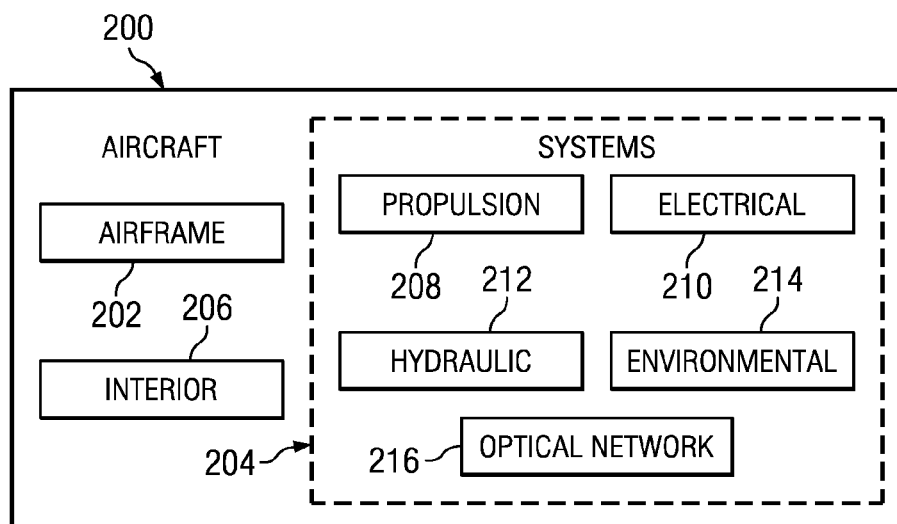 200
AIRCRAFT
SYSTEMS
AIRFRAME
202
206
INTERIOR
PROPULSION
208
ELECTRICAL
210
212
HYDRAULIC
214
ENVIRONMENTAL
204
216
OPTICAL NETWORK